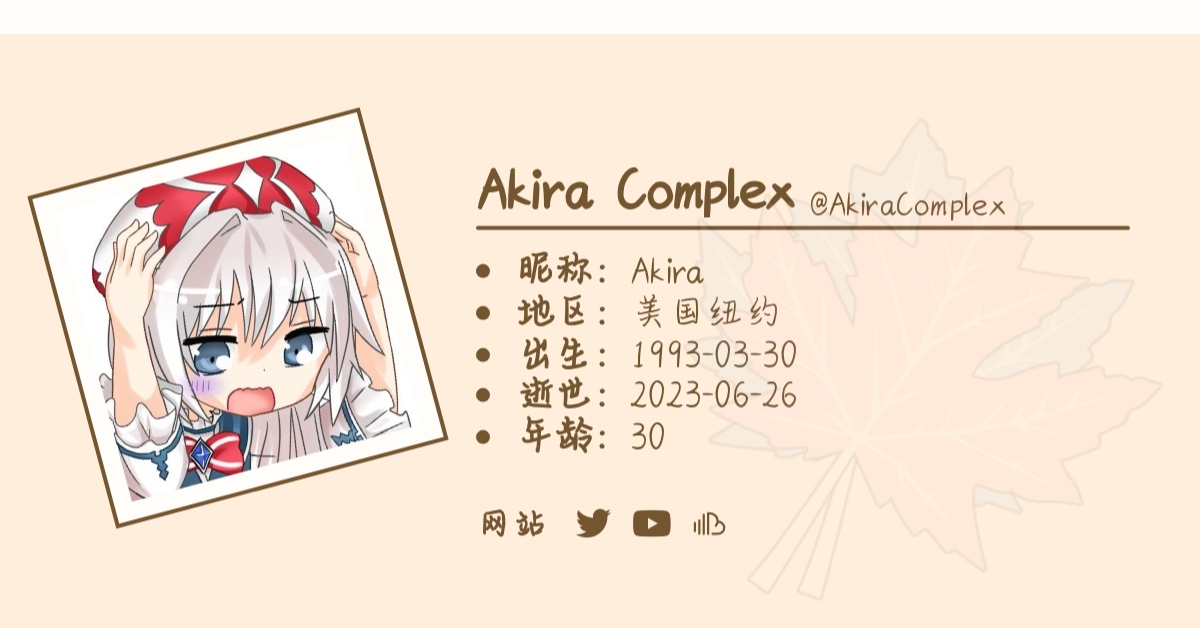 Akira Complex @AkiraComplex
昵称： Akira
地区： 美国纽约
出生： 1993-03-30
逝世： 2023-06-26
年龄： 30
网站